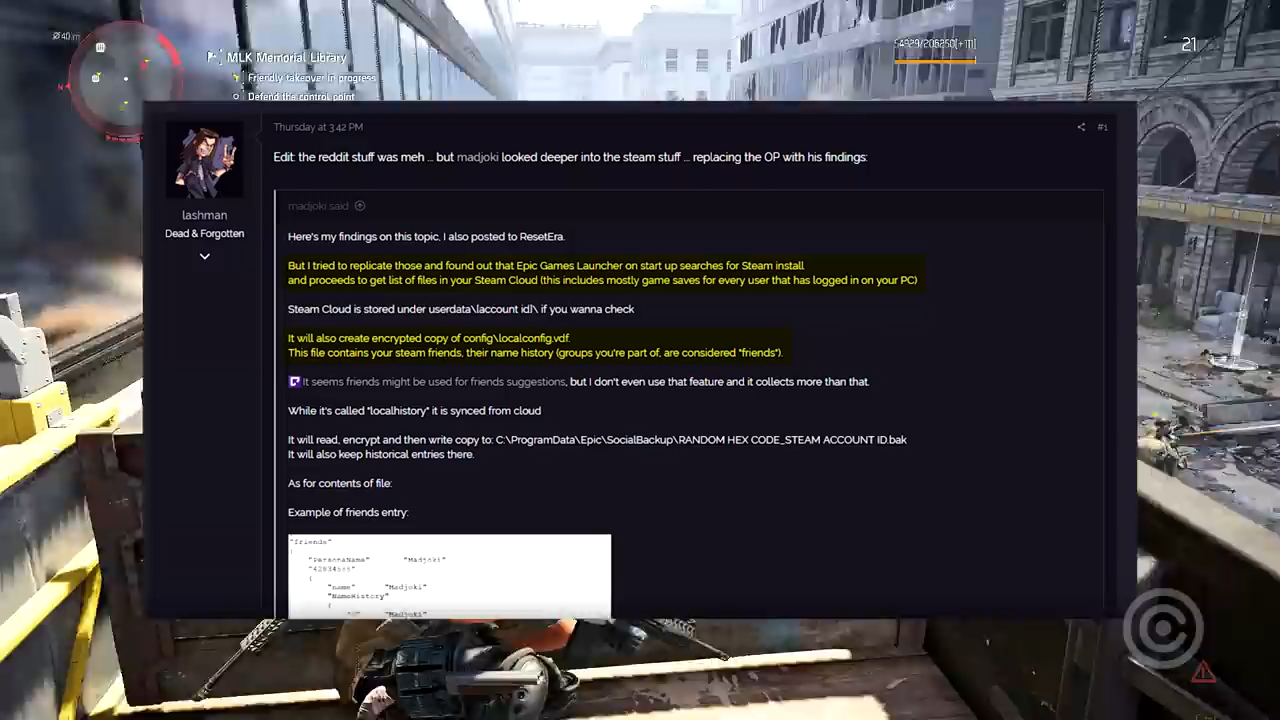 40 m
MLK Memorial Library
Friendly takeover in progress
Defend the control point
N
21
Thursday at 3:42 PM
#1
Edit: the reddit stuff was meh ... but madjoki looked deeper into the steam stuff ... replacing the OP with his findings:
lashman
Dead & Forgotten
madjoki said
Here's my findings on this topic, I also posted to ResetEra.
But I tried to replicate those and found out that Epic Games Launcher on start up searches for Steam install
and proceeds to get list of files in your Steam Cloud (this includes mostly game saves for every user that has logged in on your PC)
Steam Cloud is stored under userdata\[account id]\ if you wanna check
It will also create encrypted copy of config\localconfig.vdf.
This file contains your steam friends, their name history (groups you're part of, are considered "friends").
It seems friends might be used for friends suggestions, but I don't even use that feature and it collects more than that.
While it's called "localhistory" it is synced from cloud
It will read, encrypt and then write copy to: C:\ProgramData\Epic\SocialBackup\RANDOM HEX CODE_STEAM ACCOUNT ID.bak
It will also keep historical entries there.
As for contents of file:
Example of friends entry:
"friends"
{
"PersonaName" "Madjoki"
{
"name" "Madjoki"
"NameHistory"
{
"Madjoki"
©